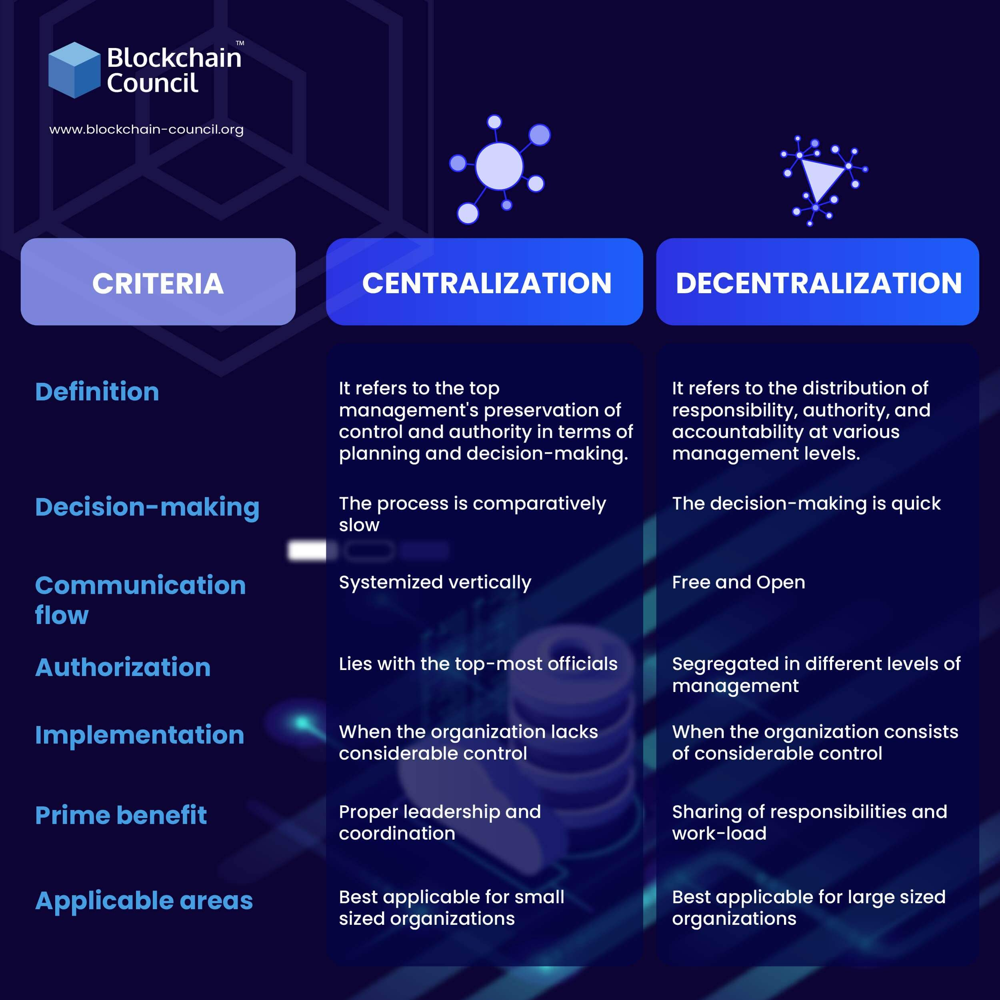 Blockchain™
Council
www.blockchain-council.org
CRITERIA
CENTRALIZATION
DECENTRALIZATION
Definition
It refers to the top
management's preservation of
control and authority in terms of
planning and decision-making.
It refers to the distribution of
responsibility, authority, and
accountability at various
management levels.
Decision-making
The process is comparatively
slow
The decision-making is quick
Communication
flow
Systemized vertically
Free and Open
Authorization
Lies with the top-most officials
Segregated in different levels of
management
Implementation
When the organization lacks
considerable control
When the organization consists
of considerable control
Prime benefit
Proper leadership and
coordination
Sharing of responsibilities and
work-load
Applicable areas
Best applicable for small
sized organizations
Best applicable for large sized
organizations